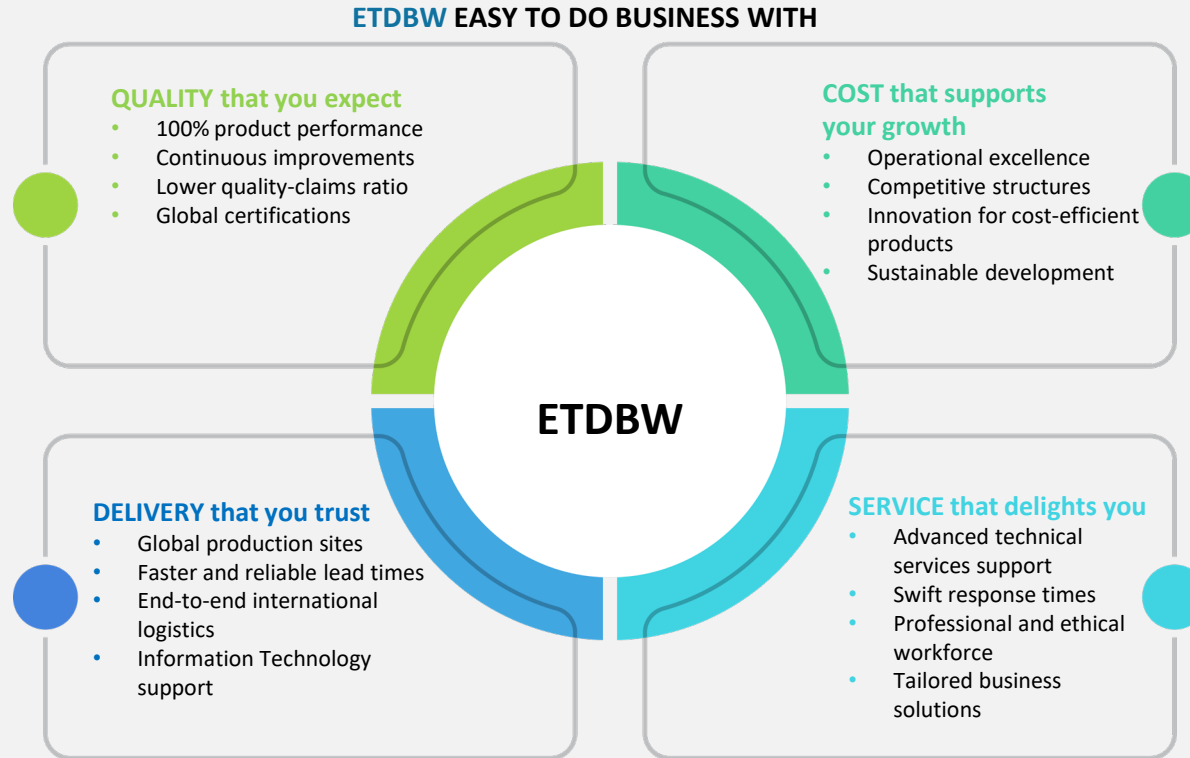 ETDBW EASY TO DO BUSINESS WITH
QUALITY that you expect
• 100% product performance
• Continuous improvements
• Lower quality-claims ratio
• Global certifications
COST that supports
your growth
• Operational excellence
• Competitive structures
• Innovation for cost-efficient
products
• Sustainable development
ETDBW
DELIVERY that you trust
• Global production sites
• Faster and reliable lead times
• End-to-end international
logistics
• Information Technology
support
SERVICE that delights you
• Advanced technical
services support
• Swift response times
• Professional and ethical
workforce
• Tailored business
solutions